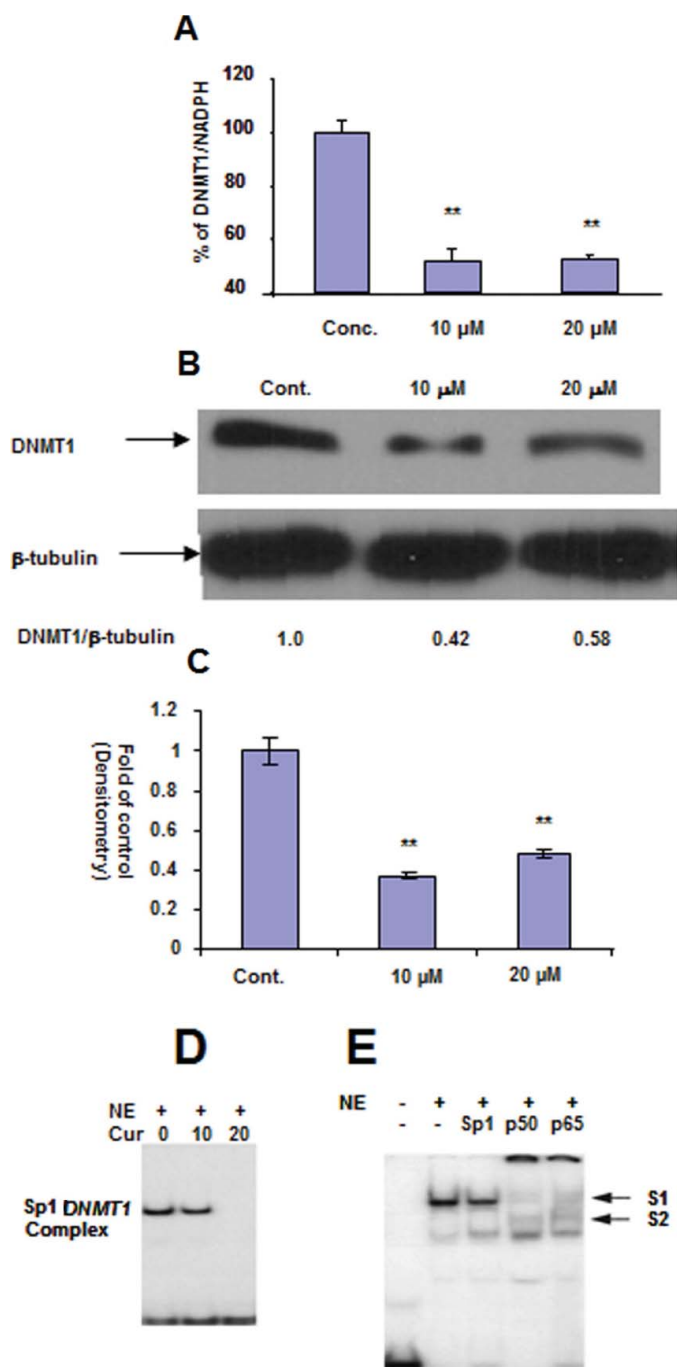 A
120
100
80
60
40
% of DNMT1/NADPH
** **
Conc. 10 µM 20 µM
B
Cont. 10 µM 20 µM
DNMT1
β-tubulin
DNMT1/β-tubulin 1.0 0.42 0.58
C
1.2
1
0.8
0.6
0.4
0.2
0
Fold of control
(Densitometry)
** **
Cont. 10 µM 20 µM
D
NE + + +
Cur 0 10 20
Sp1 DNMT1
Complex
E
NE - + + + +
- - Sp1 p50 p65
S1
S2